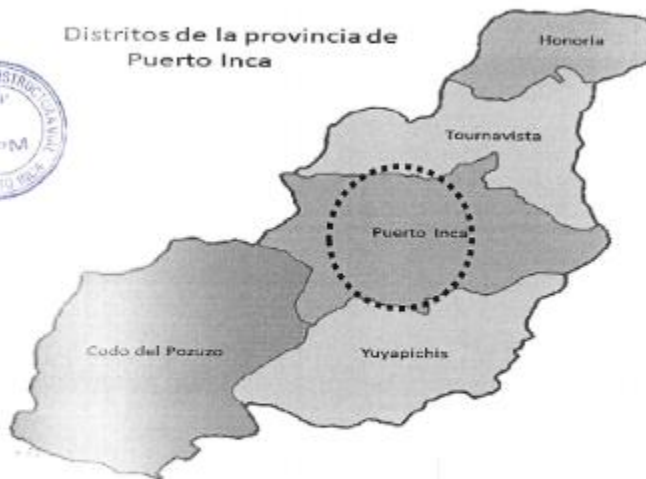 Distritos de la provincia de
Puerto Inca
Honoria
Tournavista
Puerto Inca
Codo del Pozuzo
Yuyapichis